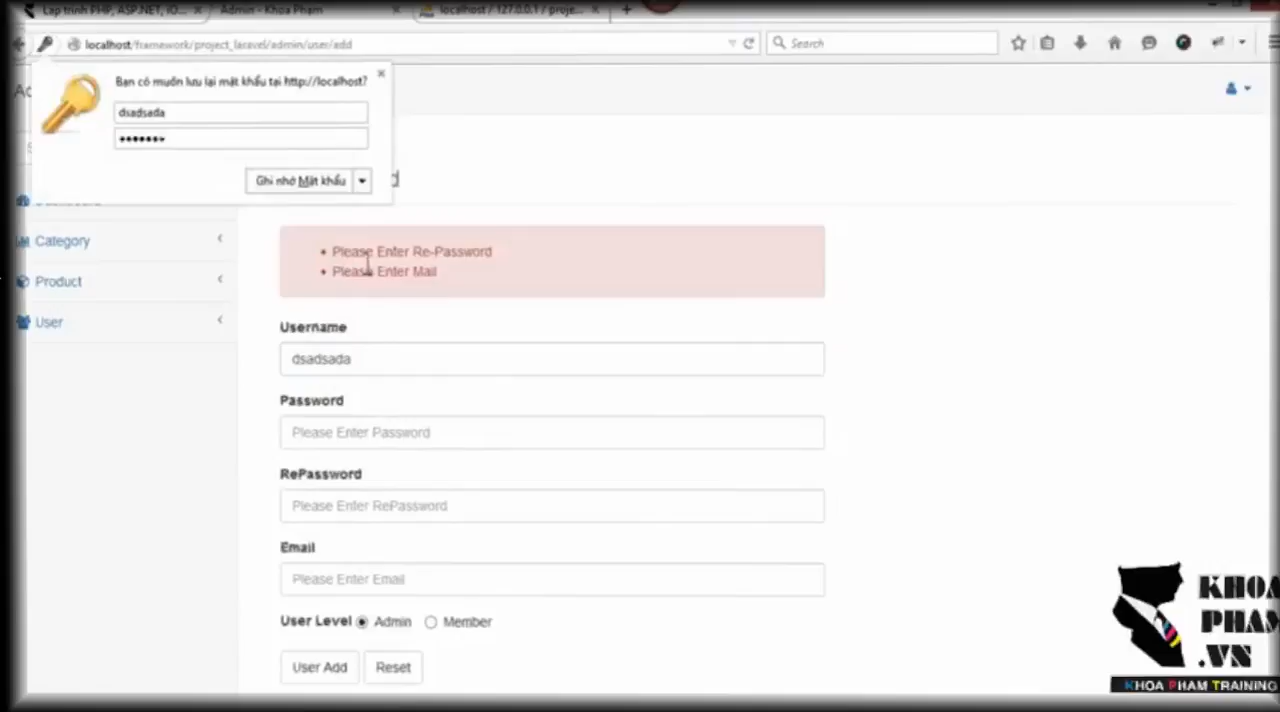 Lập trình PHP, ASP.NET, iO...
Admin - Khoa Phạm
localhost / 127.0.0.1 / proje...
localhost/framework/project_laravel/admin/user/add
Search
Bạn có muốn lưu lại mật khẩu tại http://localhost?
dsadsada
Ghi nhớ Mật khẩu
Category
Product
User
Please Enter Re-Password
Please Enter Mail
Username
dsadsada
Password
Please Enter Password
RePassword
Please Enter RePassword
Email
Please Enter Email
User Level Admin Member
User Add Reset
KHOA
PHAM
.VN
KHOA PHAM TRAINING